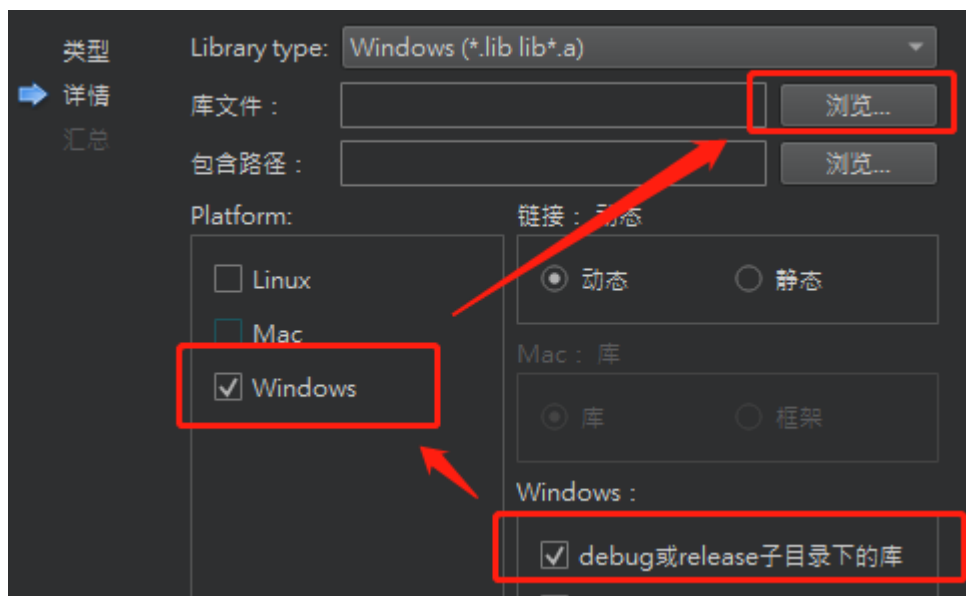 类型
详情
汇总
Library type: Windows (*.lib lib*.a)
库文件： 浏览...
包含路径： 浏览...
Platform:
Linux
Mac
Windows
链接： 动态
动态 静态
Mac： 库
库 框架
Windows：
debug或release子目录下的库